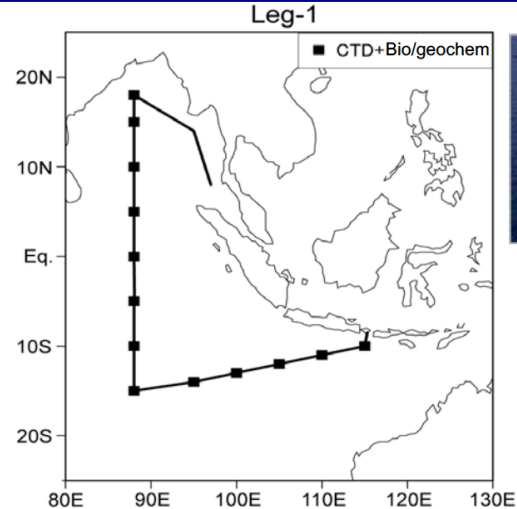 Leg-1
CTD+Bio/geochem
20N
10N
Eq.
10S
20S
80E 90E 100E 110E 120E 130E